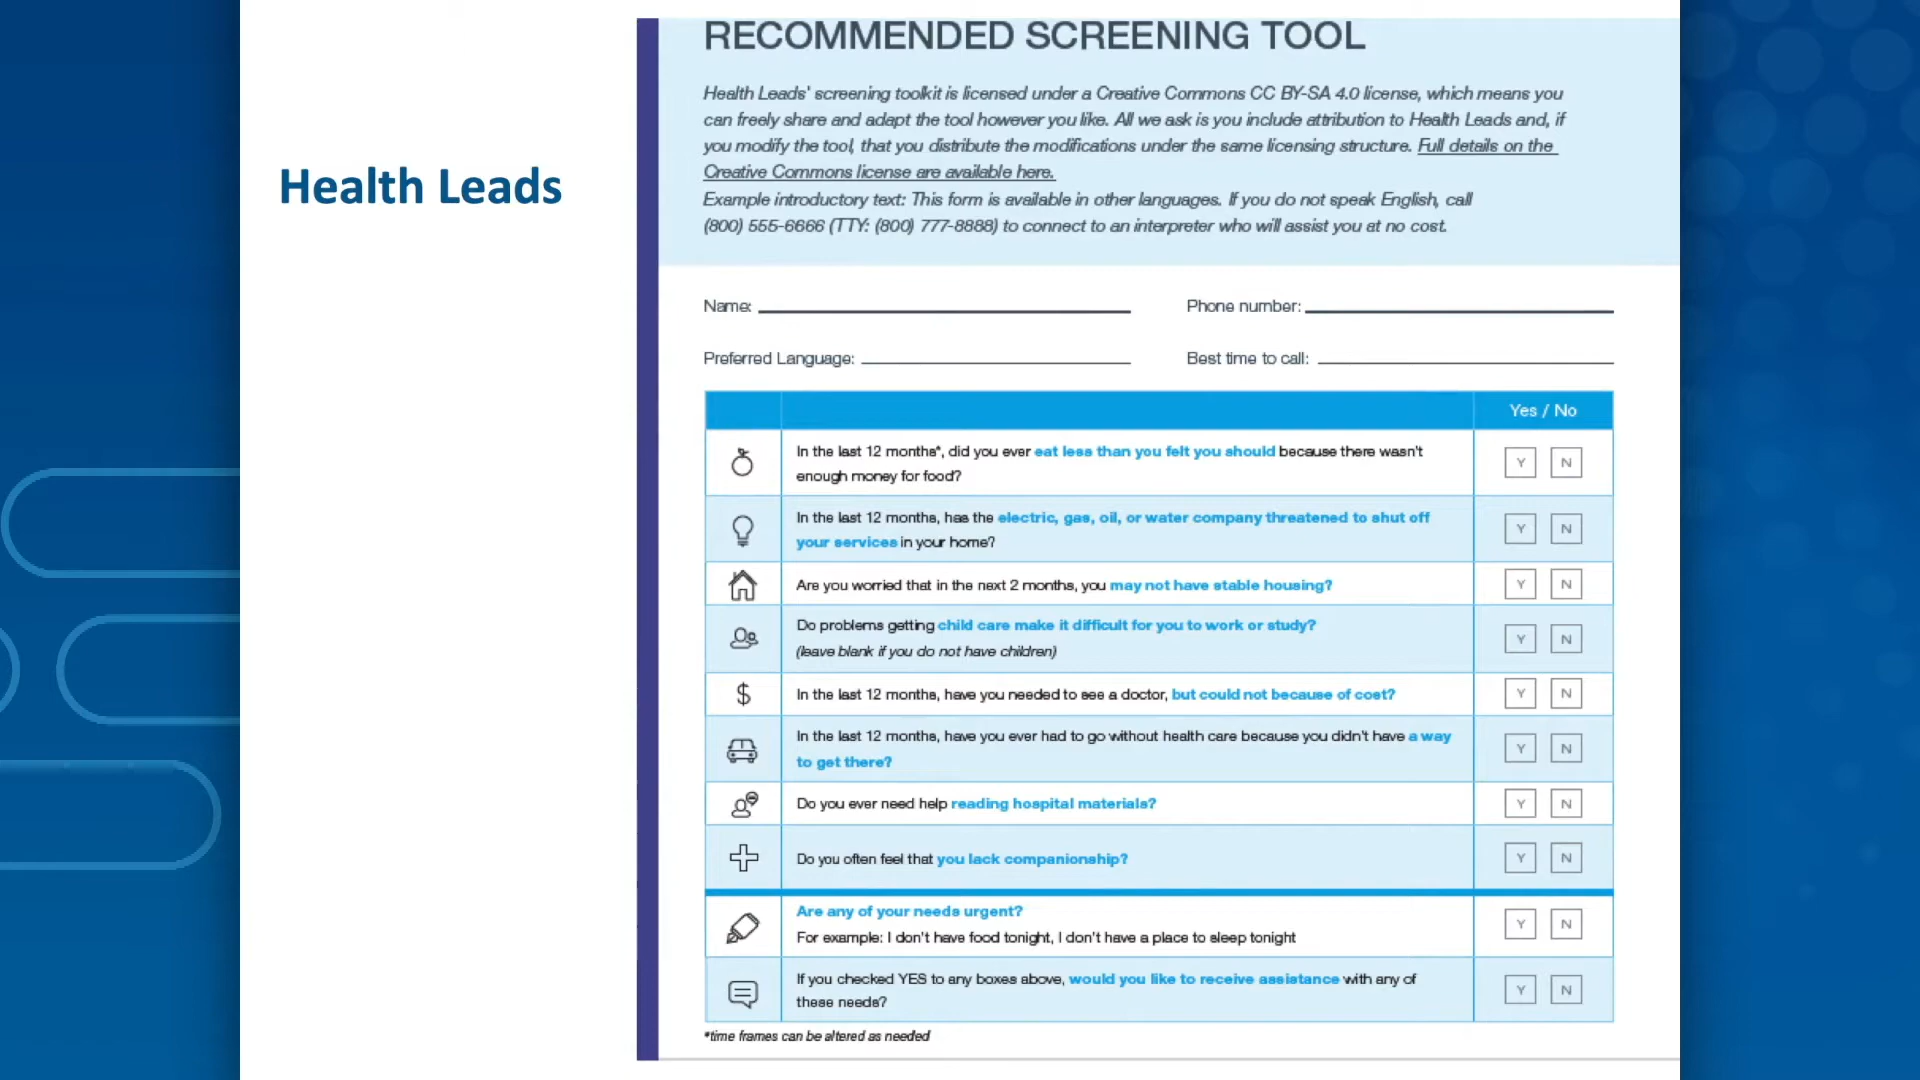 Health Leads
RECOMMENDED SCREENING TOOL
Health Leads' screening toolkit is licensed under a Creative Commons CC BY-SA 4.0 license, which means you
can freely share and adapt the tool however you like. All we ask is you include attribution to Health Leads and, if
you modify the tool, that you distribute the modifications under the same licensing structure. Full details on the
Creative Commons license are available here.
Example introductory text: This form is available in other languages. If you do not speak English, call
(800) 555-6666 (TTY: (800) 777-8888) to connect to an interpreter who will assist you at no cost.
Name: Phone number:
Preferred Language: Best time to call:
Yes / No
In the last 12 months*, did you ever eat less than you felt you should because there wasn't
enough money for food?
Y N
In the last 12 months, has the electric, gas, oil, or water company threatened to shut off
your services in your home?
Y N
Are you worried that in the next 2 months, you may not have stable housing?
Y N
Do problems getting child care make it difficult for you to work or study?
(leave blank if you do not have children)
Y N
$
In the last 12 months, have you needed to see a doctor, but could not because of cost?
Y N
In the last 12 months, have you ever had to go without health care because you didn't have a way
to get there?
Y N
Do you ever need help reading hospital materials?
Y N
Do you often feel that you lack companionship?
Y N
Are any of your needs urgent?
For example: I don't have food tonight, I don't have a place to sleep tonight
Y N
If you checked YES to any boxes above, would you like to receive assistance with any of
these needs?
Y N
*time frames can be altered as needed